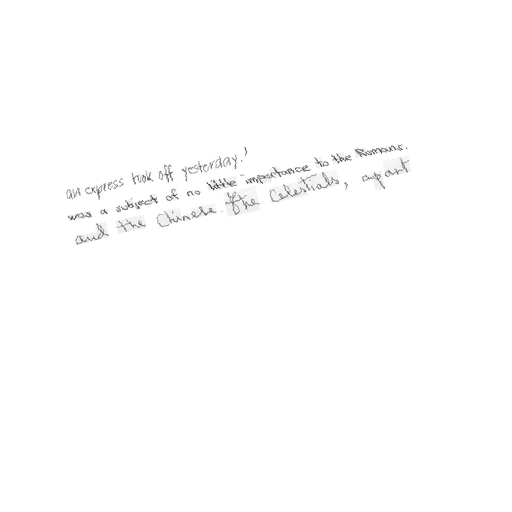 an express took off yesterday.'
was a subject of no little importance to the Romans.
and the Chinese. The Celestials, apart